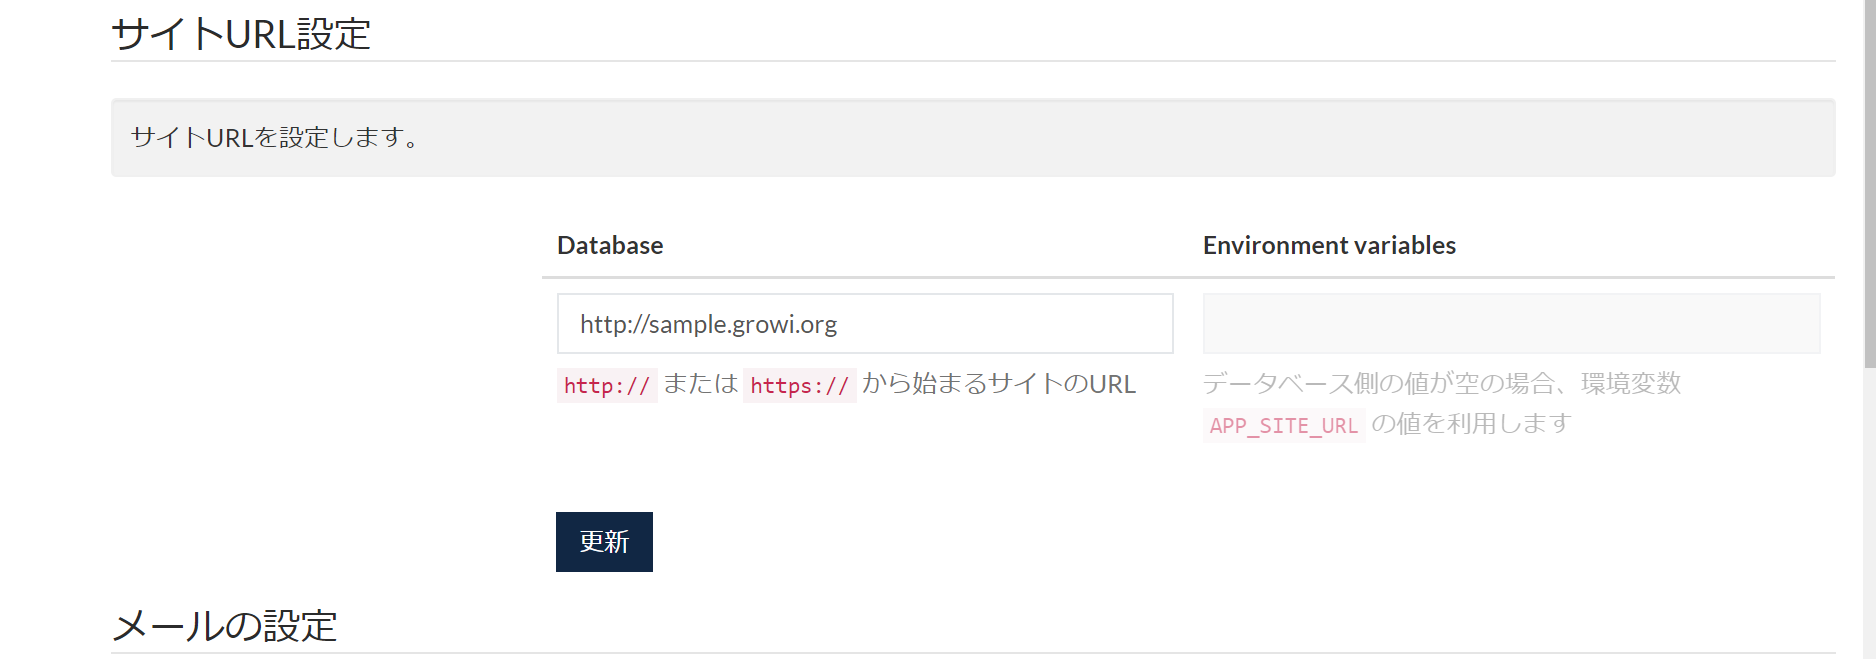 サイトURL設定
サイトURLを設定します。
Database
Environment variables
http://sample.growi.org
http:// または https:// から始まるサイトのURL
データベース側の値が空の場合、環境変数
APP_SITE_URL の値を利用します
更新
メールの設定